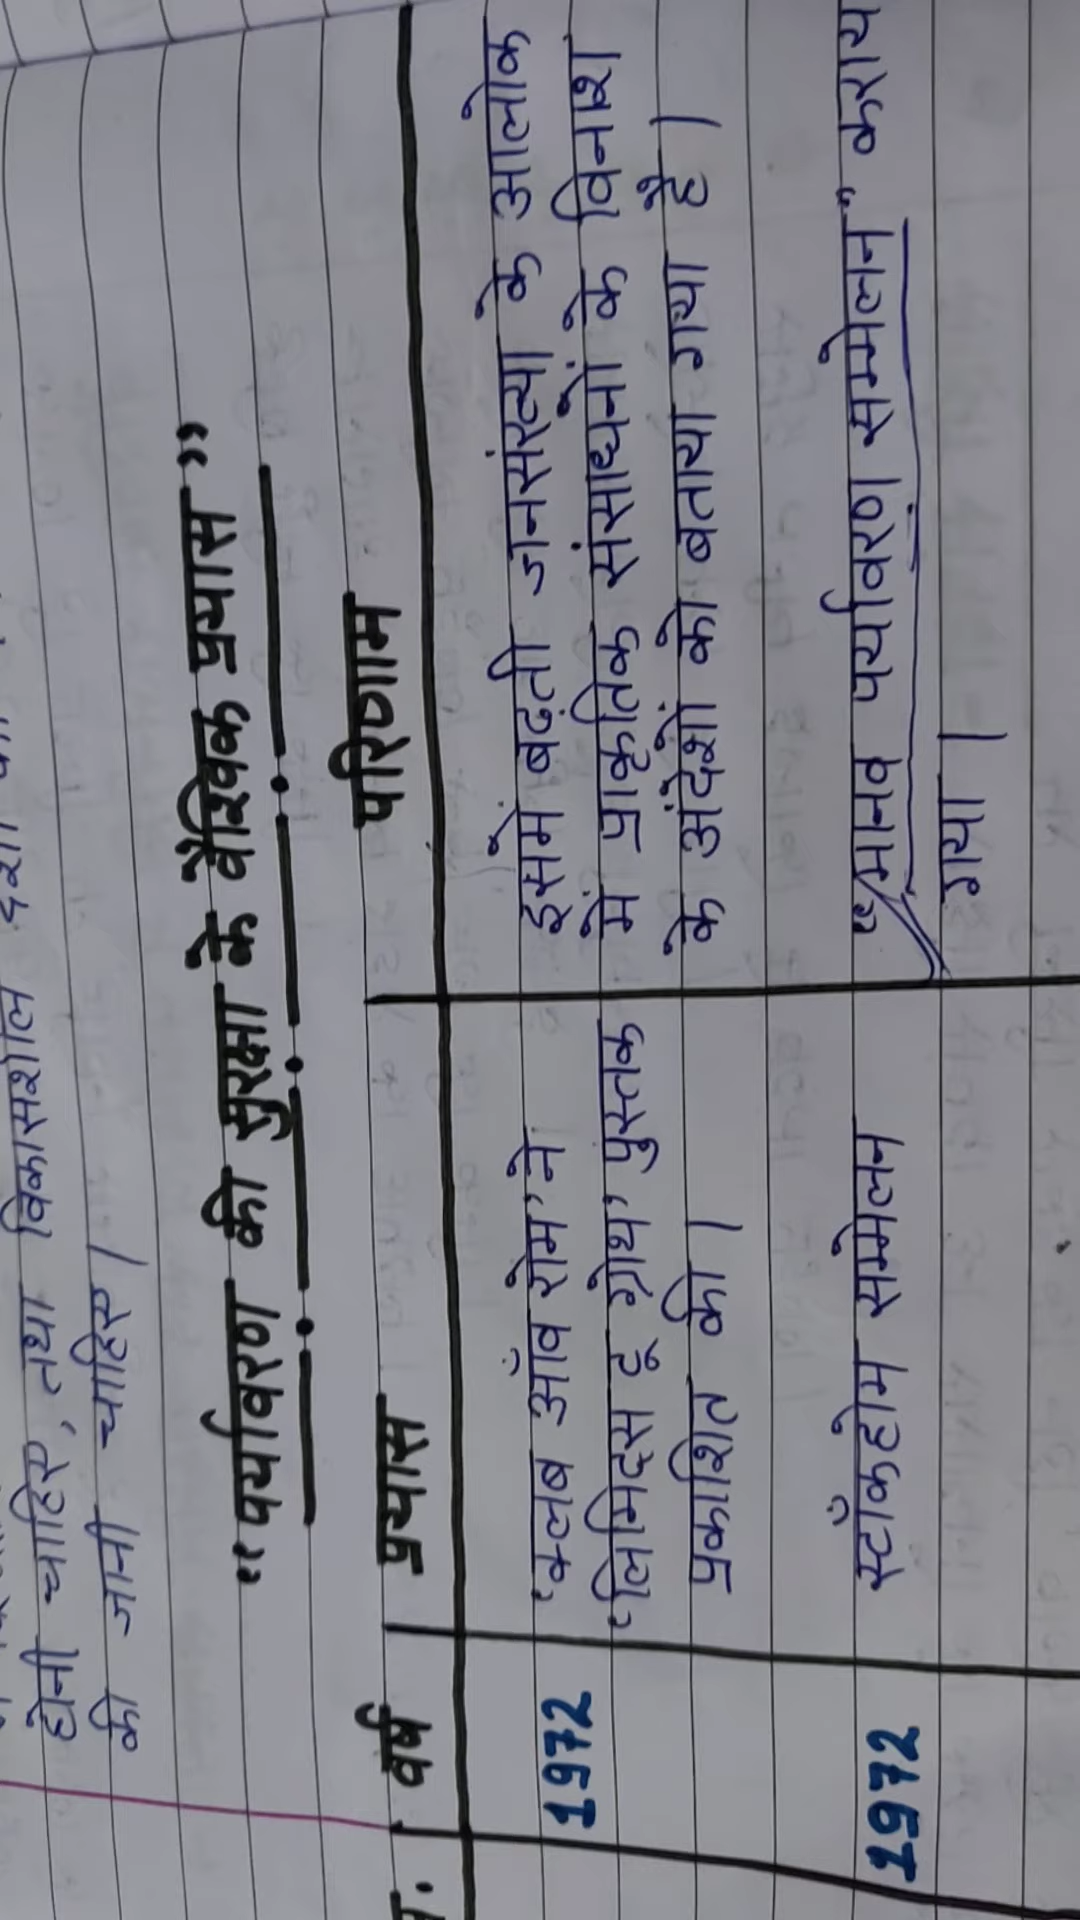 होनी चाहिए, तथा विकासशील
की जानी चाहिए।
"पर्यावरण की सुरक्षा के वैश्विक प्रयास"
वर्ष प्रयास परिणाम
1972 'क्लब ऑव रोम' ने इसमें बढ़ती जनसंख्या के आलोक
'लिमिट्स टू ग्रोथ' पुस्तक में प्राकृतिक संसाधनों के विनाश
प्रकाशित की। के अंदेशों को बताया गया है।
1972 स्टॉकहोम सम्मेलन "मानव पर्यावरण सम्मेलन" कराय
गया।